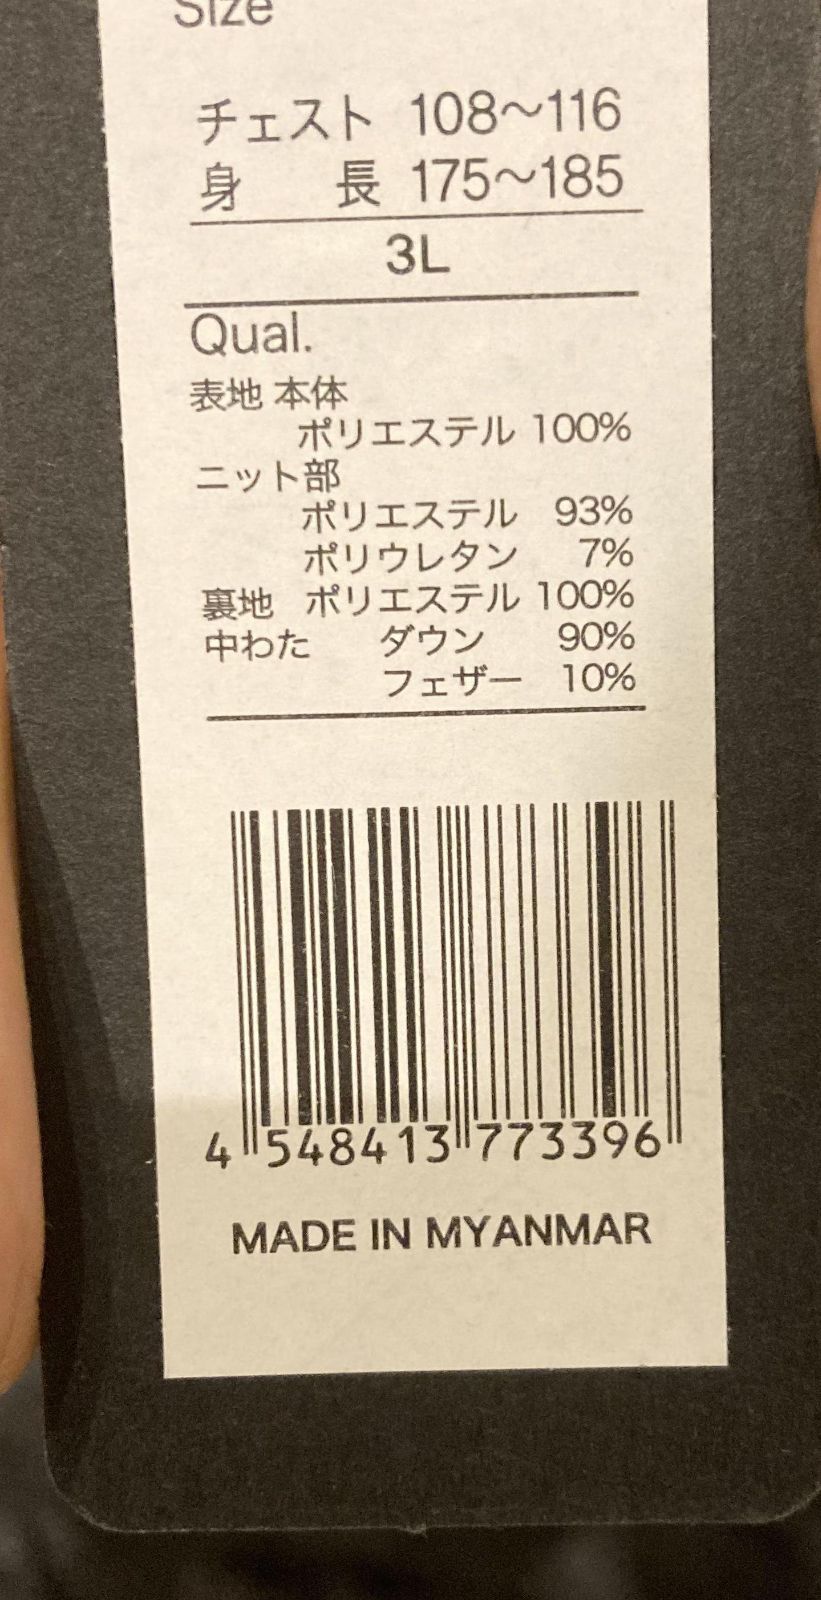 Size
チェスト 108～116
身 長 175～185
3L
Qual.
表地 本体
ポリエステル 100%
ニット部
ポリエステル 93%
ポリウレタン 7%
裏地 ポリエステル 100%
中わた ダウン 90%
フェザー 10%
4 548413 773396
MADE IN MYANMAR